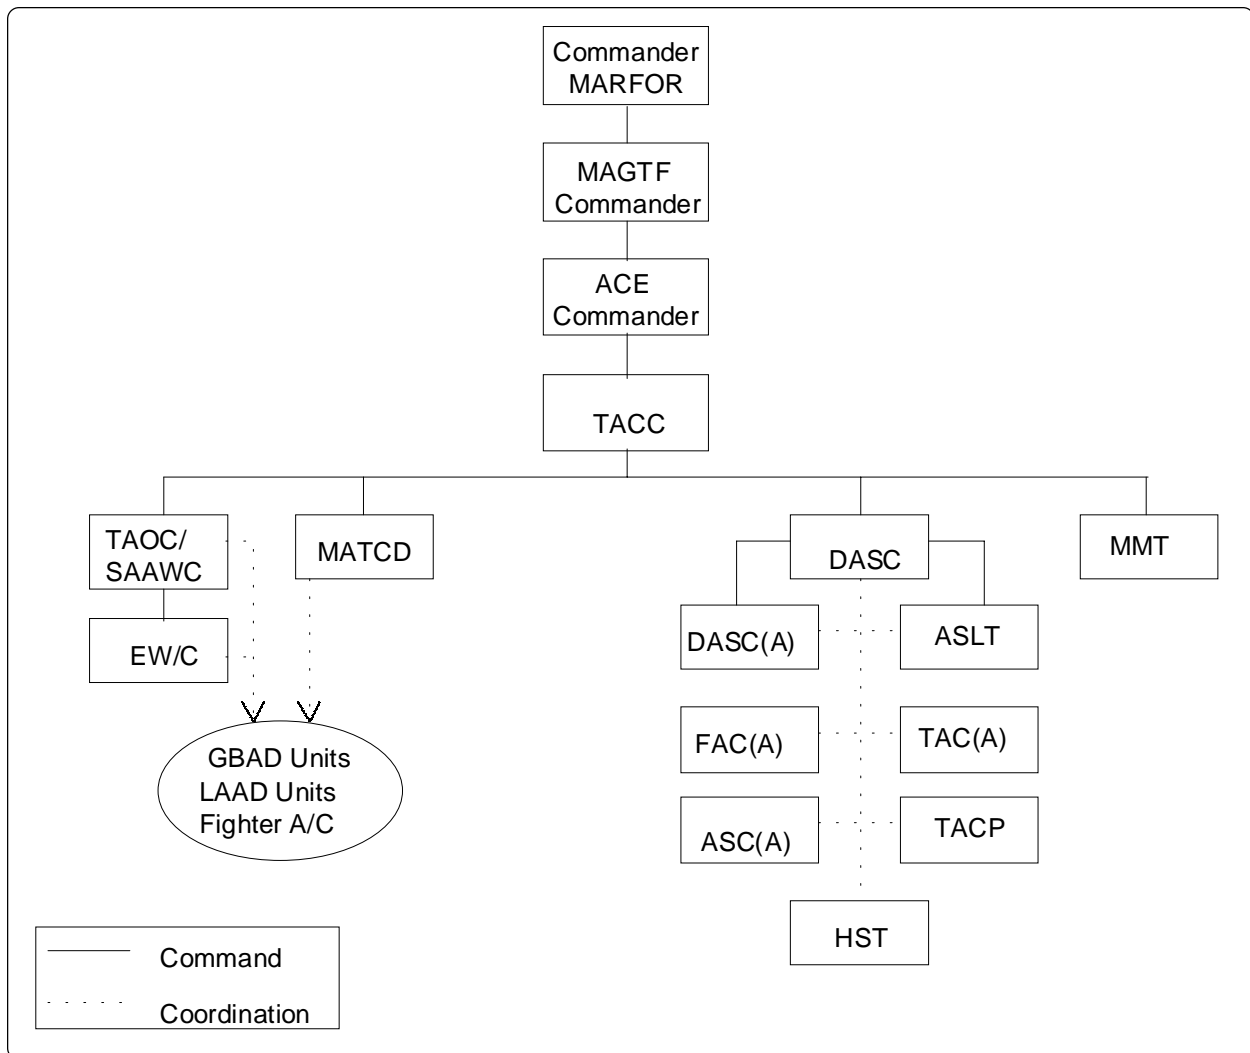 Commander
MARFOR
MAGTF
Commander
ACE
Commander
TACC
TAOC/
SAAWC
MATCD
DASC
MMT
EW/C
DASC(A)
ASLT
GBAD Units
LAAD Units
Fighter A/C
FAC(A)
TAC(A)
ASC(A)
TACP
HST
Command
Coordination